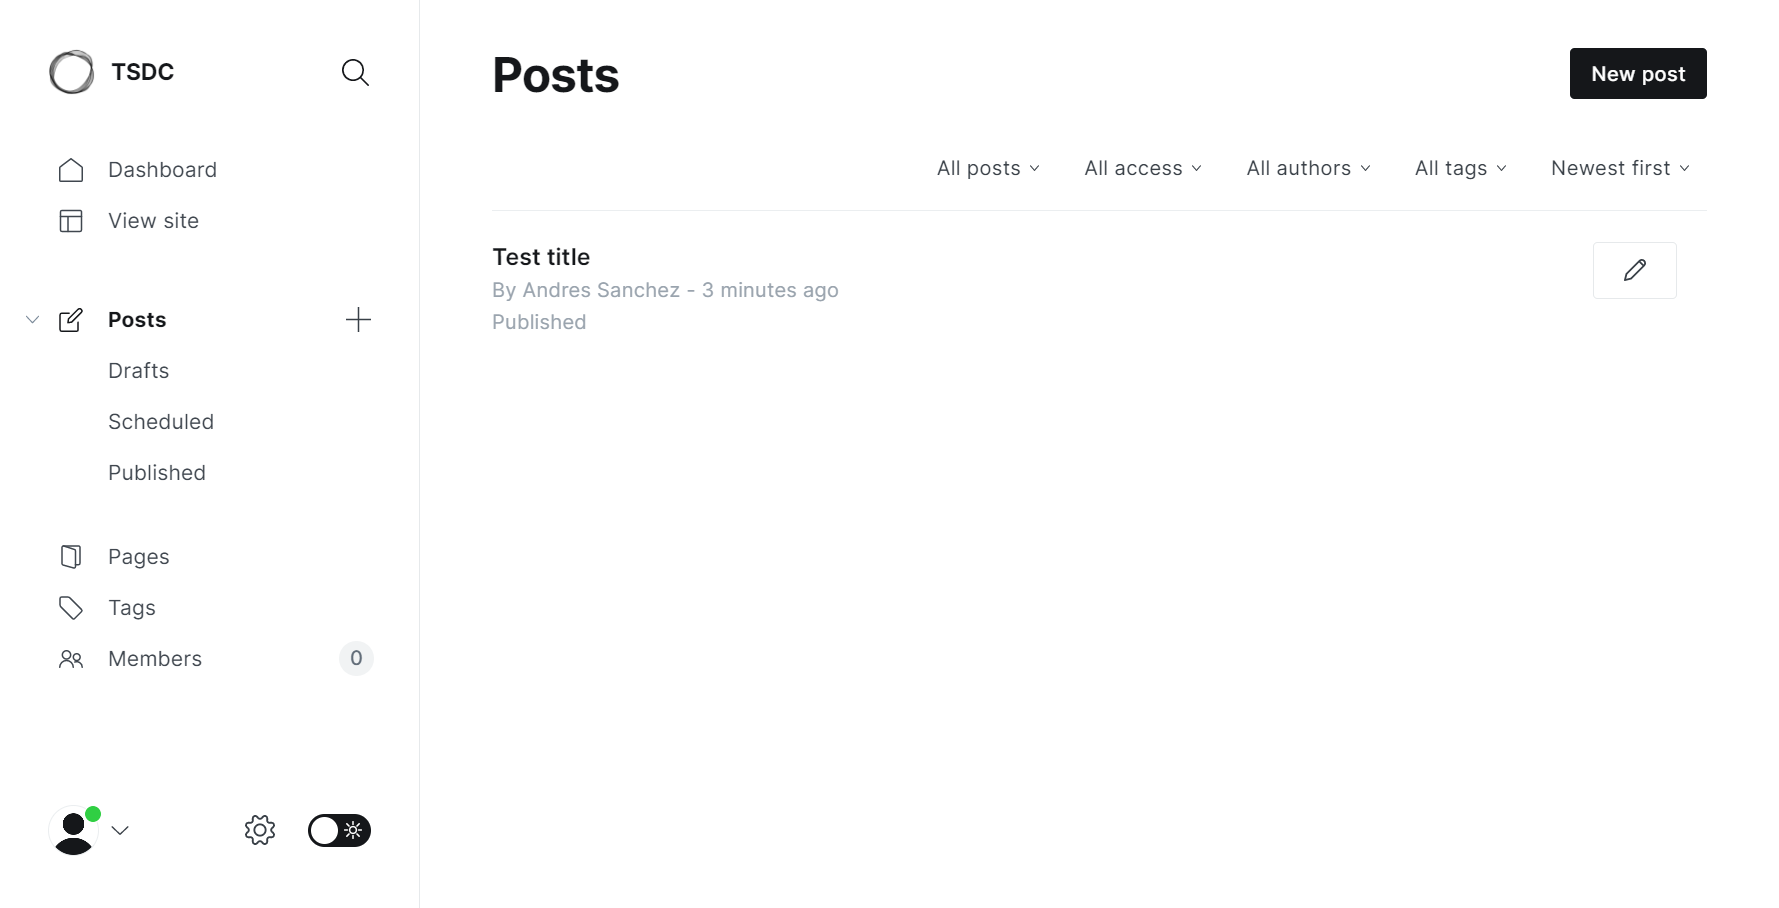 TSDC
Dashboard
View site
Posts
Drafts
Scheduled
Published
Pages
Tags
Members 0
Posts
New post
All posts All access All authors All tags Newest first
Test title
By Andres Sanchez - 3 minutes ago
Published